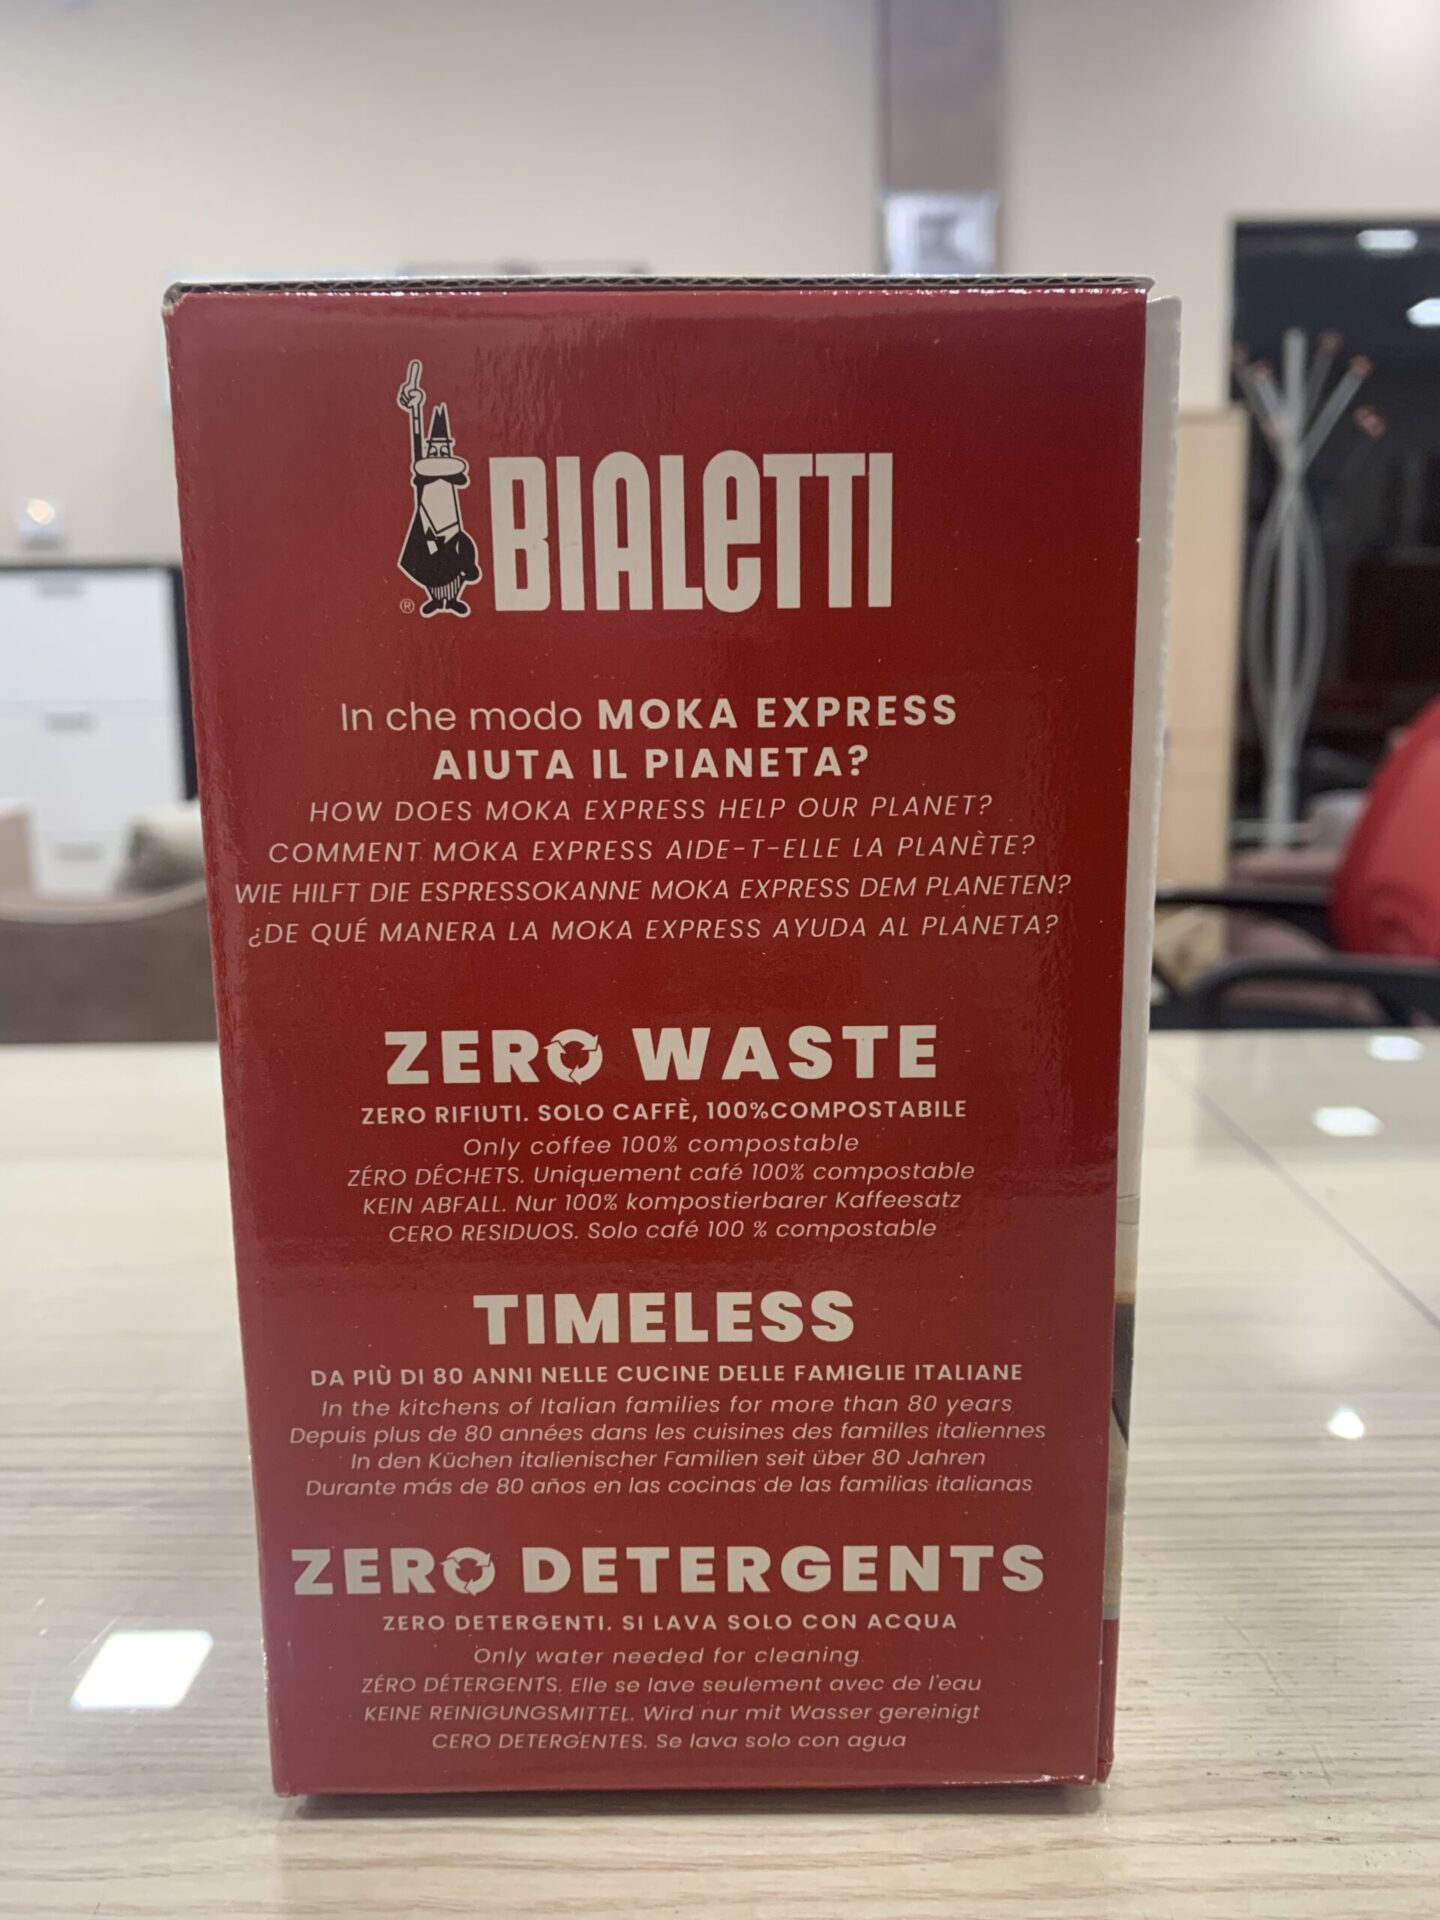 BIALETTI
®
In che modo MOKA EXPRESS
AIUTA IL PIANETA?
HOW DOES MOKA EXPRESS HELP OUR PLANET?
COMMENT MOKA EXPRESS AIDE-T-ELLE LA PLANÈTE?
WIE HILFT DIE ESPRESSOKANNE MOKA EXPRESS DEM PLANETEN?
¿DE QUÉ MANERA LA MOKA EXPRESS AYUDA AL PLANETA?
ZERO WASTE
ZERO RIFIUTI. SOLO CAFFÈ, 100%COMPOSTABILE
Only coffee 100% compostable
ZÉRO DÉCHETS. Uniquement café 100% compostable
KEIN ABFALL. Nur 100% kompostierbarer Kaffeesatz
CERO RESIDUOS. Solo café 100 % compostable
TIMELESS
DA PIÙ DI 80 ANNI NELLE CUCINE DELLE FAMIGLIE ITALIANE
In the kitchens of Italian families for more than 80 years
Depuis plus de 80 années dans les cuisines des familles italiennes
In den Küchen italienischer Familien seit über 80 Jahren
Durante más de 80 años en las cocinas de las familias italianas
ZERO DETERGENTS
ZERO DETERGENTI. SI LAVA SOLO CON ACQUA
Only water needed for cleaning
ZÉRO DÉTERGENTS. Elle se lave seulement avec de l'eau
KEINE REINIGUNGSMITTEL. Wird nur mit Wasser gereinigt
CERO DETERGENTES. Se lava solo con agua